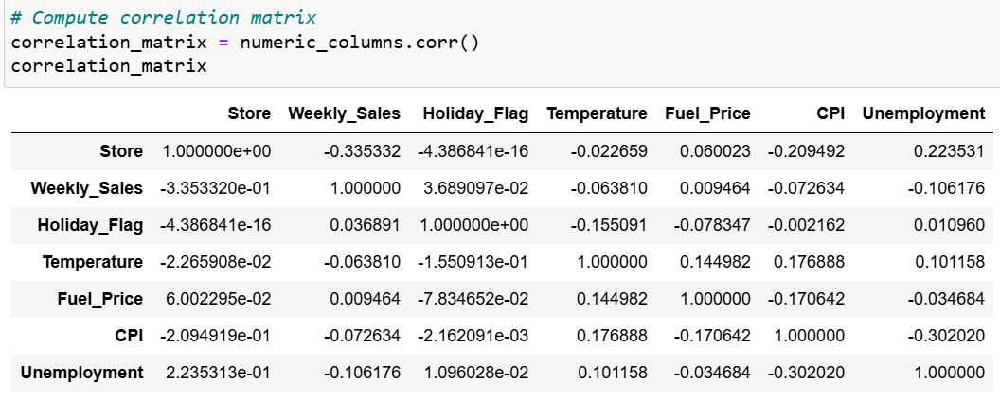 # Compute correlation matrix
correlation_matrix = numeric_columns.corr()
correlation_matrix
Store Weekly_Sales Holiday_Flag Temperature Fuel_Price CPI Unemployment
Store 1.000000e+00 -0.335332 -4.386841e-16 -0.022659 0.060023 -0.209492 0.223531
Weekly_Sales -3.353320e-01 1.000000 3.689097e-02 -0.063810 0.009464 -0.072634 -0.106176
Holiday_Flag -4.386841e-16 0.036891 1.000000e+00 -0.155091 -0.078347 -0.002162 0.010960
Temperature -2.265908e-02 -0.063810 -1.550913e-01 1.000000 0.144982 0.176888 0.101158
Fuel_Price 6.002295e-02 0.009464 -7.834652e-02 0.144982 1.000000 -0.170642 -0.034684
CPI -2.094919e-01 -0.072634 -2.162091e-03 0.176888 -0.170642 1.000000 -0.302020
Unemployment 2.235313e-01 -0.106176 1.096028e-02 0.101158 -0.034684 -0.302020 1.000000